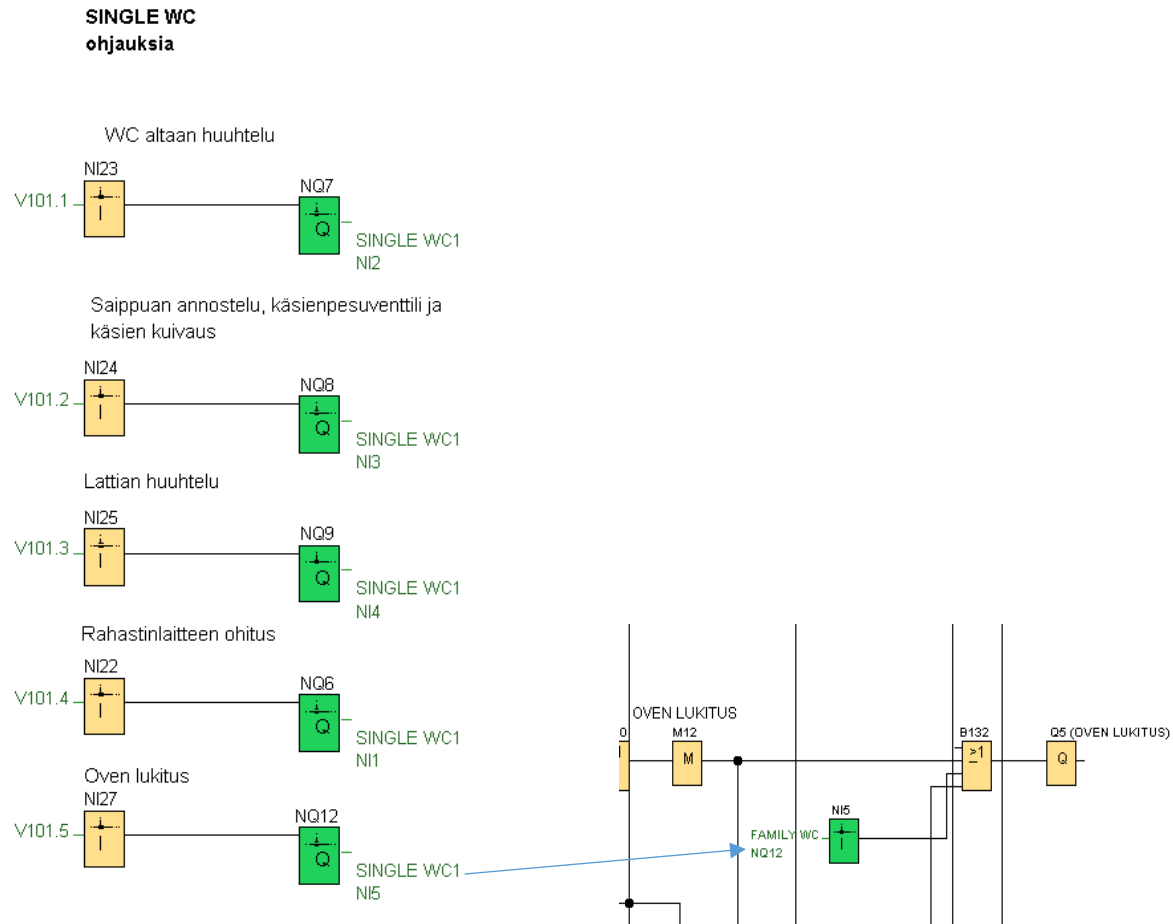 SINGLE WC
ohjauksia
WC altaan huuhtelu
NI23
V101.1
I
NQ7
Q
SINGLE WC1
NI2
Saippuan annostelu, käsienpesuventtili ja
käsien kuivaus
NI24
V101.2
I
NQ8
Q
SINGLE WC1
NI3
Lattian huuhtelu
NI25
V101.3
I
NQ9
Q
SINGLE WC1
NI4
Rahastinlaitteen ohitus
NI22
V101.4
I
NQ6
Q
SINGLE WC1
NI1
Oven lukitus
NI27
V101.5
I
NQ12
Q
SINGLE WC1
NI5
OVEN LUKITUS
0
M12
M
B132
≥1
Q5 (OVEN LUKITUS)
Q
NI5
FAMILY WC
NQ12
I